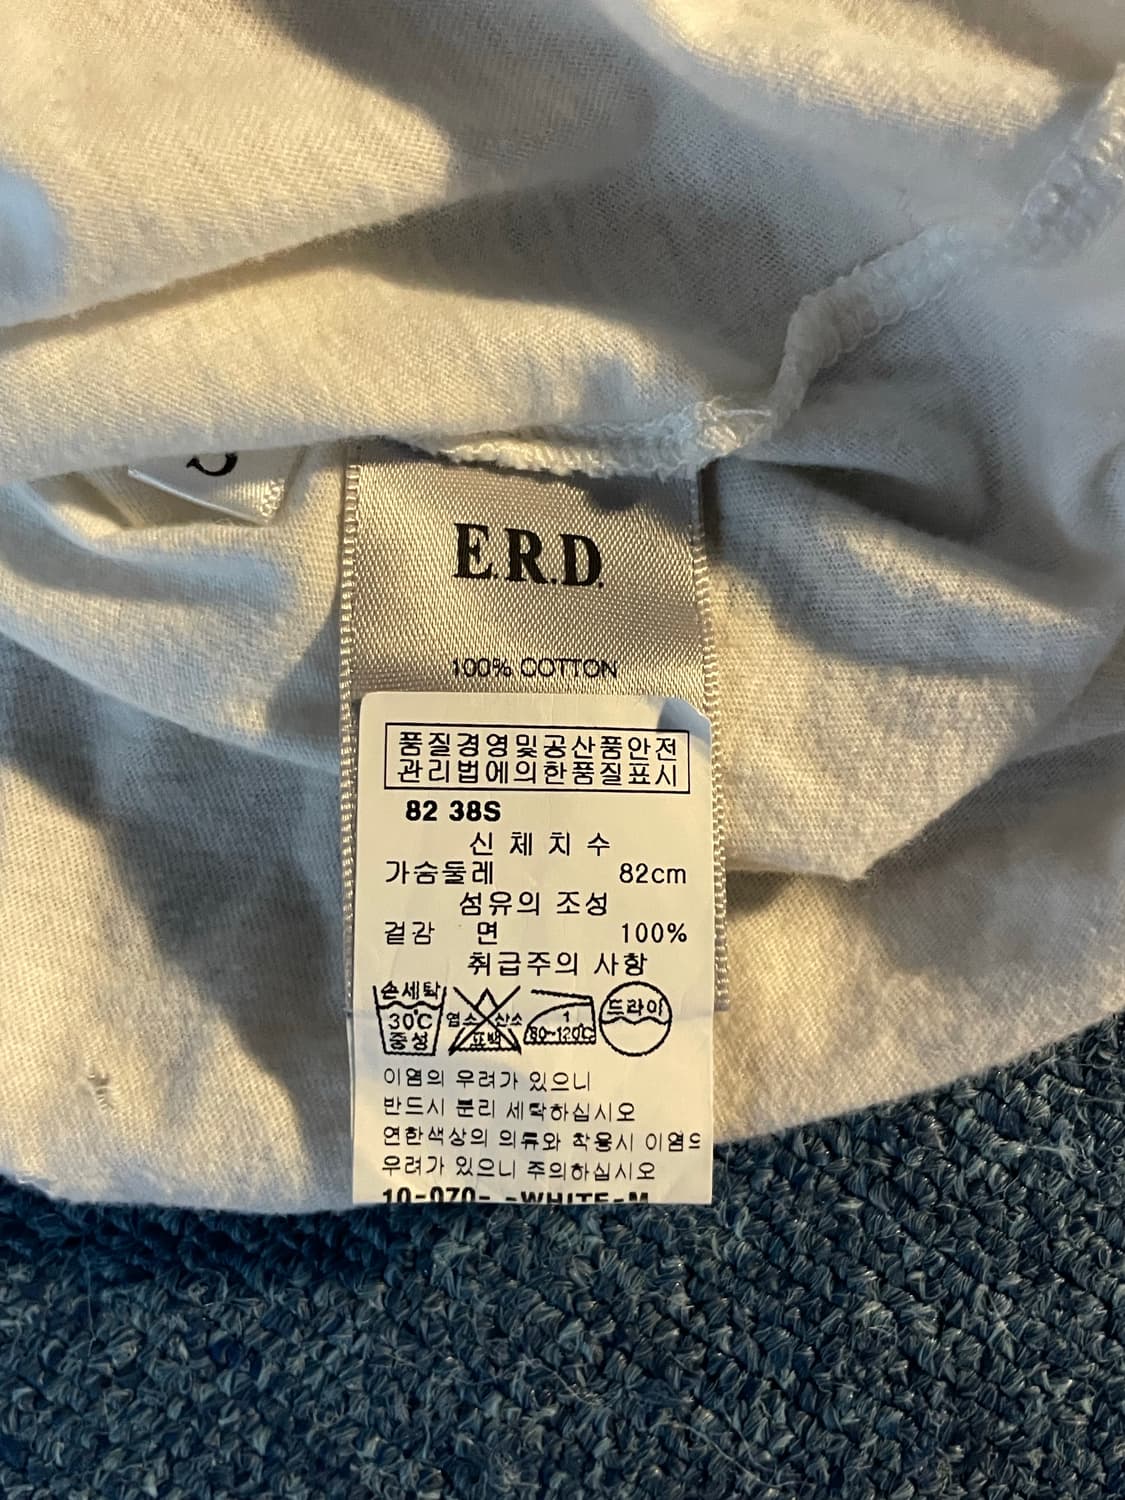 E.R.D.
100% COTTON
품질경영및공산품안전
관리법에의한품질표시
82 38S
신체치수
가슴둘레 82cm
섬유의 조성
겉감 면 100%
취급주의 사항
손세탁 30℃ 중성
염소 산소 표백
1 80~120℃
드라이
이염의 우려가 있으니
반드시 분리 세탁하십시오
연한색상의 의류와 착용시 이염의
우려가 있으니 주의하십시오
10-070- -WHITE-M